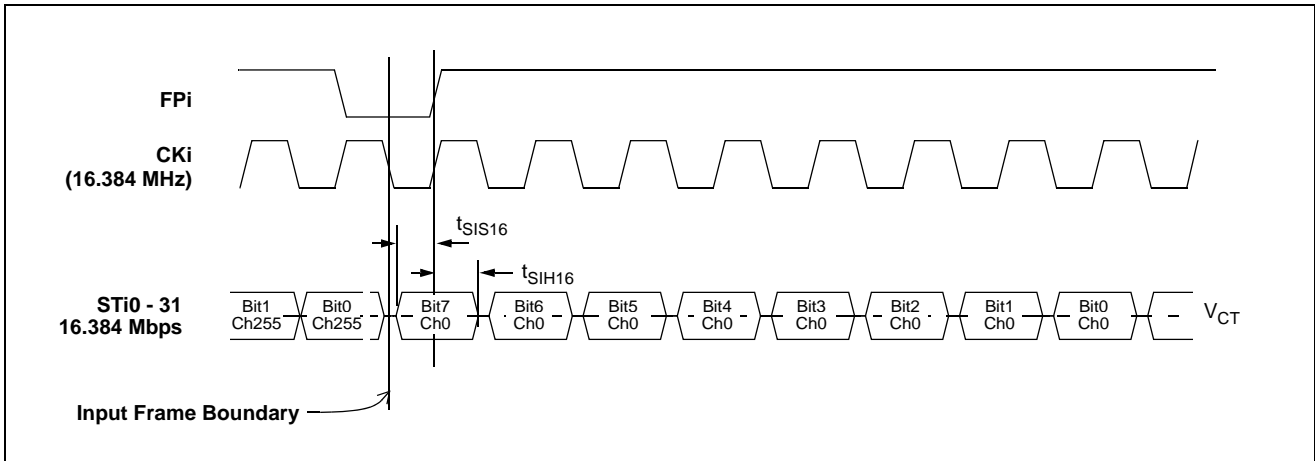 FPi
CKi
(16.384 MHz)
tSIS16
tSIH16
STi0 - 31
16.384 Mbps
Bit1
Ch255
Bit0
Ch255
Bit7
Ch0
Bit6
Ch0
Bit5
Ch0
Bit4
Ch0
Bit3
Ch0
Bit2
Ch0
Bit1
Ch0
Bit0
Ch0
VCT
Input Frame Boundary